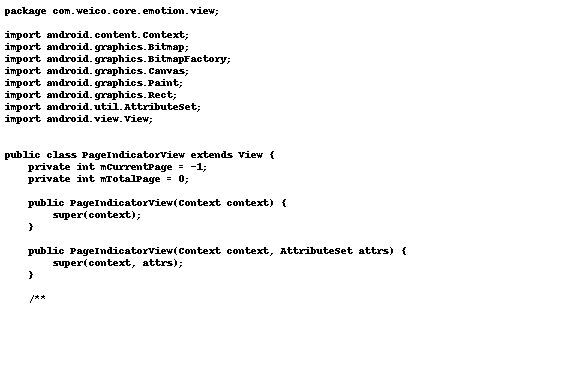 package com.weico.core.emotion.view;
import android.content.Context;
import android.graphics.Bitmap;
import android.graphics.BitmapFactory;
import android.graphics.Canvas;
import android.graphics.Paint;
import android.graphics.Rect;
import android.util.AttributeSet;
import android.view.View;
public class PageIndicatorView extends View {
    private int mCurrentPage = -1;
    private int mTotalPage = 0;
    public PageIndicatorView(Context context) {
        super(context);
    }
    public PageIndicatorView(Context context, AttributeSet attrs) {
        super(context, attrs);
    }
    /**